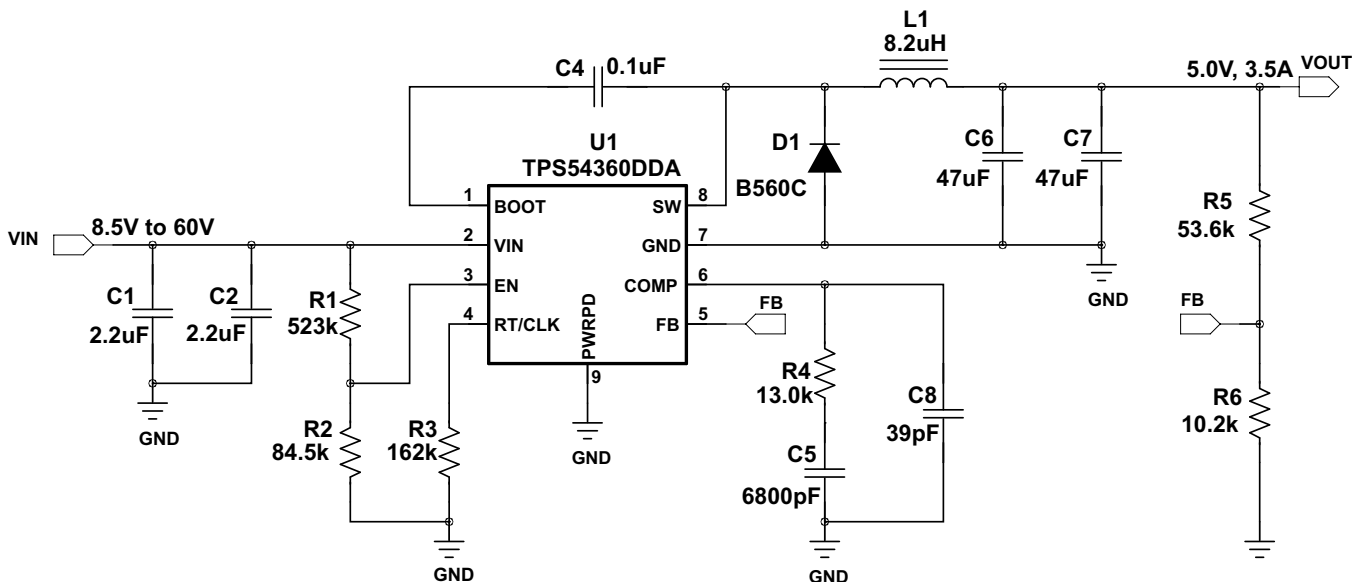 L1
8.2uH
C4
0.1uF
5.0V, 3.5A
VOUT
U1
TPS54360DDA
D1
B560C
C6
47uF
C7
47uF
R5
53.6k
1
BOOT
SW
8
VIN
8.5V to 60V
2
VIN
GND
7
3
EN
COMP
6
4
RT/CLK
FB
5
PWRPD
9
GND
FB
FB
C1
2.2uF
C2
2.2uF
R1
523k
GND
R4
13.0k
C8
39pF
R6
10.2k
R2
84.5k
R3
162k
GND
GND
C5
6800pF
GND
GND